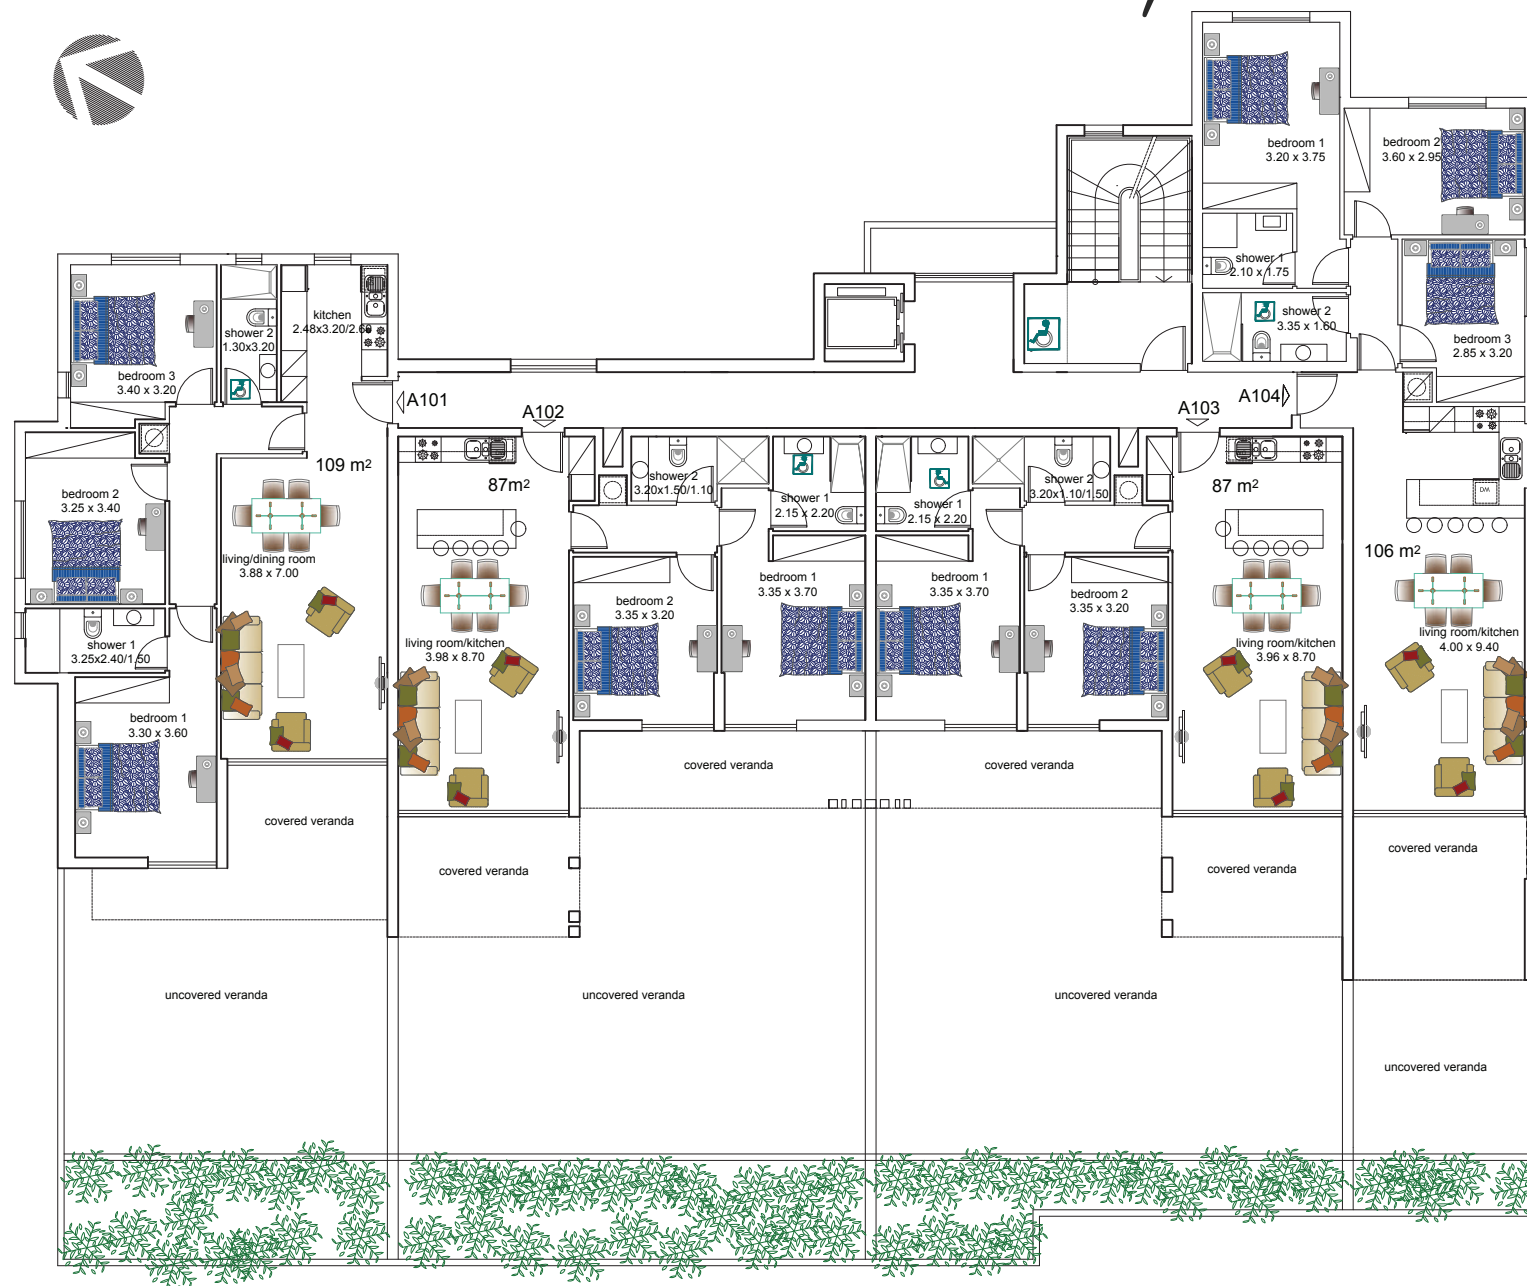 bedroom 1
3.20 x 3.75
bedroom 2
3.60 x 2.95
shower 1
2.10 x 1.75
shower 2
3.35 x 1.60
bedroom 3
2.85 x 3.20
kitchen
2.48x3.20/2.60
shower 2
1.30x3.20
bedroom 3
3.40 x 3.20
A101
A102
A103
A104
109 m²
87m²
87 m²
106 m²
DW
bedroom 2
3.25 x 3.40
living/dining room
3.88 x 7.00
shower 1
3.25x2.40/1.50
bedroom 1
3.30 x 3.60
shower 2
3.20x1.50/1.10
shower 1
2.15 x 2.20
shower 1
2.15 x 2.20
shower 2
3.20x1.10/1.50
bedroom 2
3.35 x 3.20
bedroom 1
3.35 x 3.70
bedroom 1
3.35 x 3.70
bedroom 2
3.35 x 3.20
living room/kitchen
3.98 x 8.70
living room/kitchen
3.96 x 8.70
living room/kitchen
4.00 x 9.40
covered veranda
covered veranda
covered veranda
covered veranda
covered veranda
covered veranda
uncovered veranda
uncovered veranda
uncovered veranda
uncovered veranda